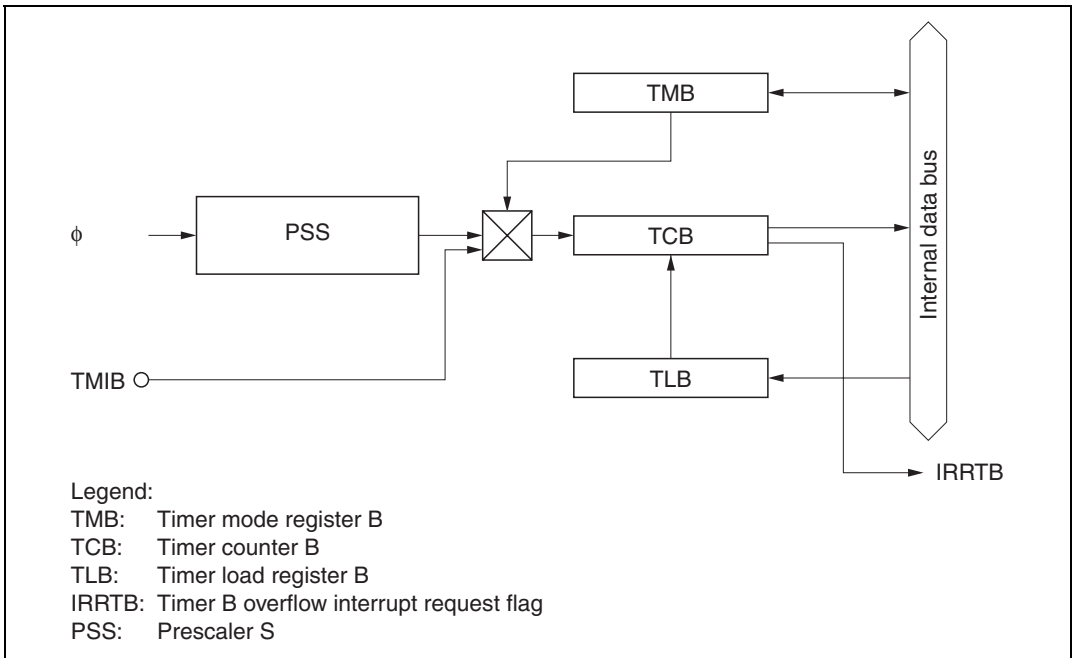 TMB
φ
PSS
TCB
Internal data bus
TMIB
TLB
IRRTB
Legend:
TMB: Timer mode register B
TCB: Timer counter B
TLB: Timer load register B
IRRTB: Timer B overflow interrupt request flag
PSS: Prescaler S